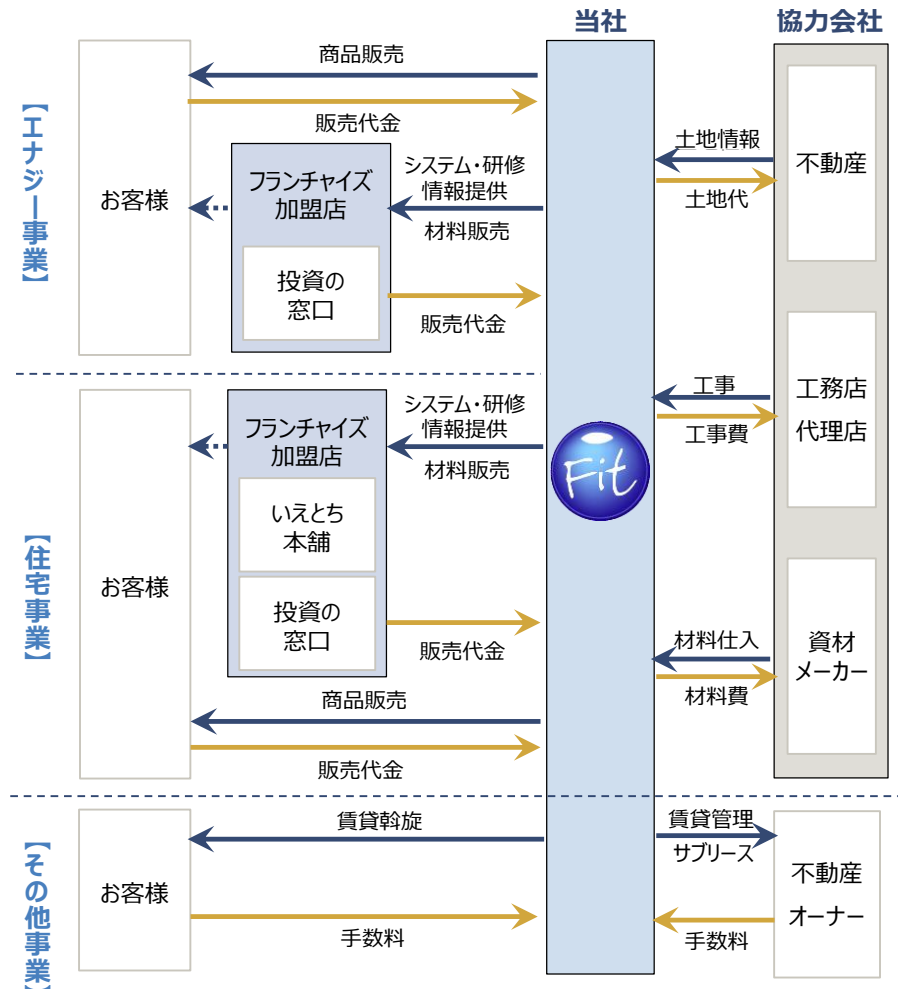 当社
協力会社
【エナジー事業】
お客様
商品販売
販売代金
フランチャイズ
加盟店
投資の
窓口
システム・研修
情報提供
材料販売
販売代金
土地情報
土地代
不動産
工事
工事費
工務店
代理店
【住宅事業】
お客様
フランチャイズ
加盟店
いえとち
本舗
投資の
窓口
システム・研修
情報提供
材料販売
販売代金
商品販売
販売代金
Fit
材料仕入
材料費
資材
メーカー
【その他事業】
お客様
賃貸斡旋
手数料
賃貸管理
サブリース
手数料
不動産
オーナー